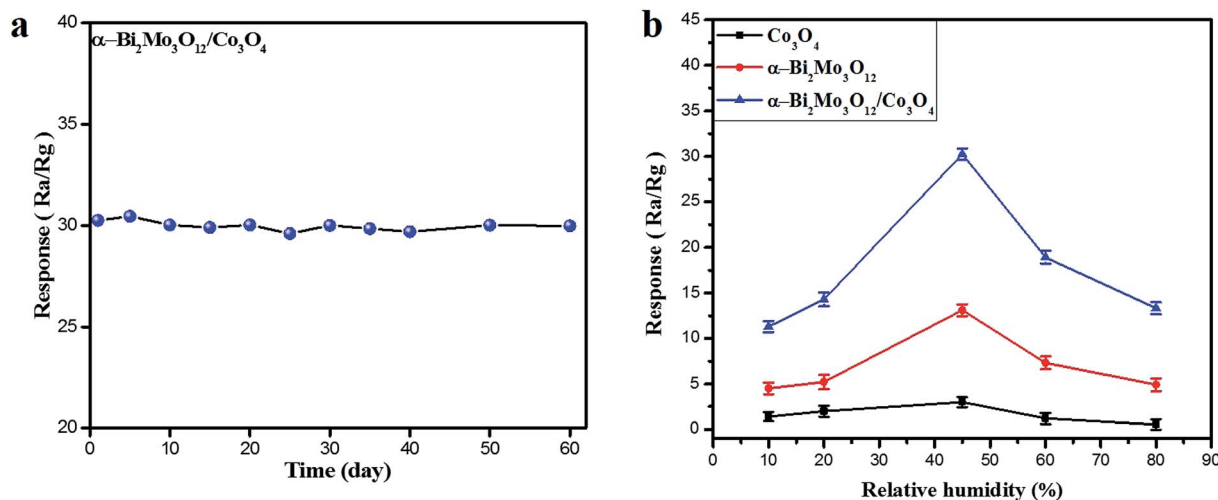 a
α–Bi₂Mo₃O₁₂/Co₃O₄
40
35
30
25
20
Response ( Ra/Rg )
0 10 20 30 40 50 60
Time (day)
b
Co₃O₄
α–Bi₂Mo₃O₁₂
α–Bi₂Mo₃O₁₂/Co₃O₄
45
40
35
30
25
20
15
10
5
0
Response ( Ra/Rg )
0 10 20 30 40 50 60 70 80 90
Relative humidity (%)